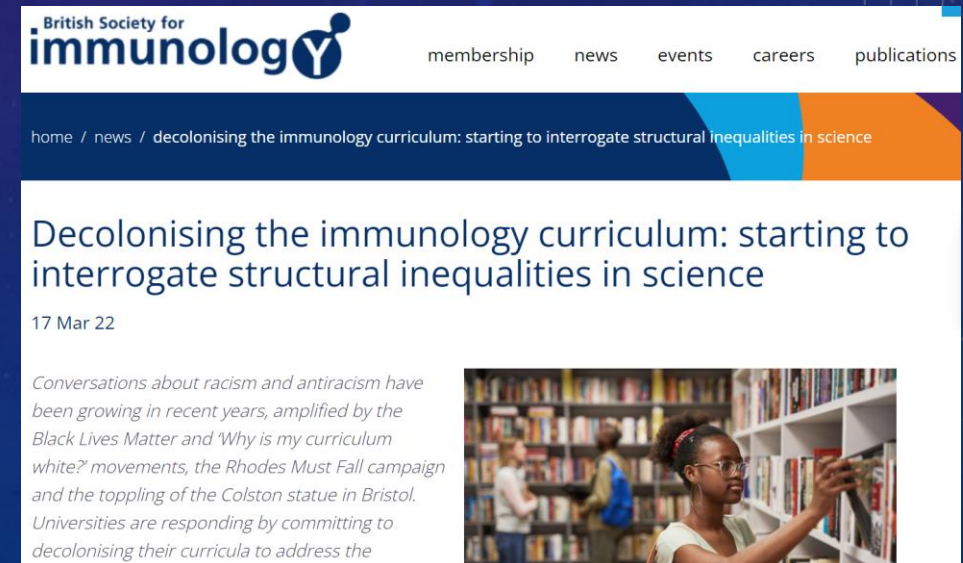 British Society for
immunology
membership news events careers publications
home / news / decolonising the immunology curriculum: starting to interrogate structural inequalities in science
Decolonising the immunology curriculum: starting to
interrogate structural inequalities in science
17 Mar 22
Conversations about racism and antiracism have
been growing in recent years, amplified by the
Black Lives Matter and ‘Why is my curriculum
white?’ movements, the Rhodes Must Fall campaign
and the toppling of the Colston statue in Bristol.
Universities are responding by committing to
decolonising their curricula to address the